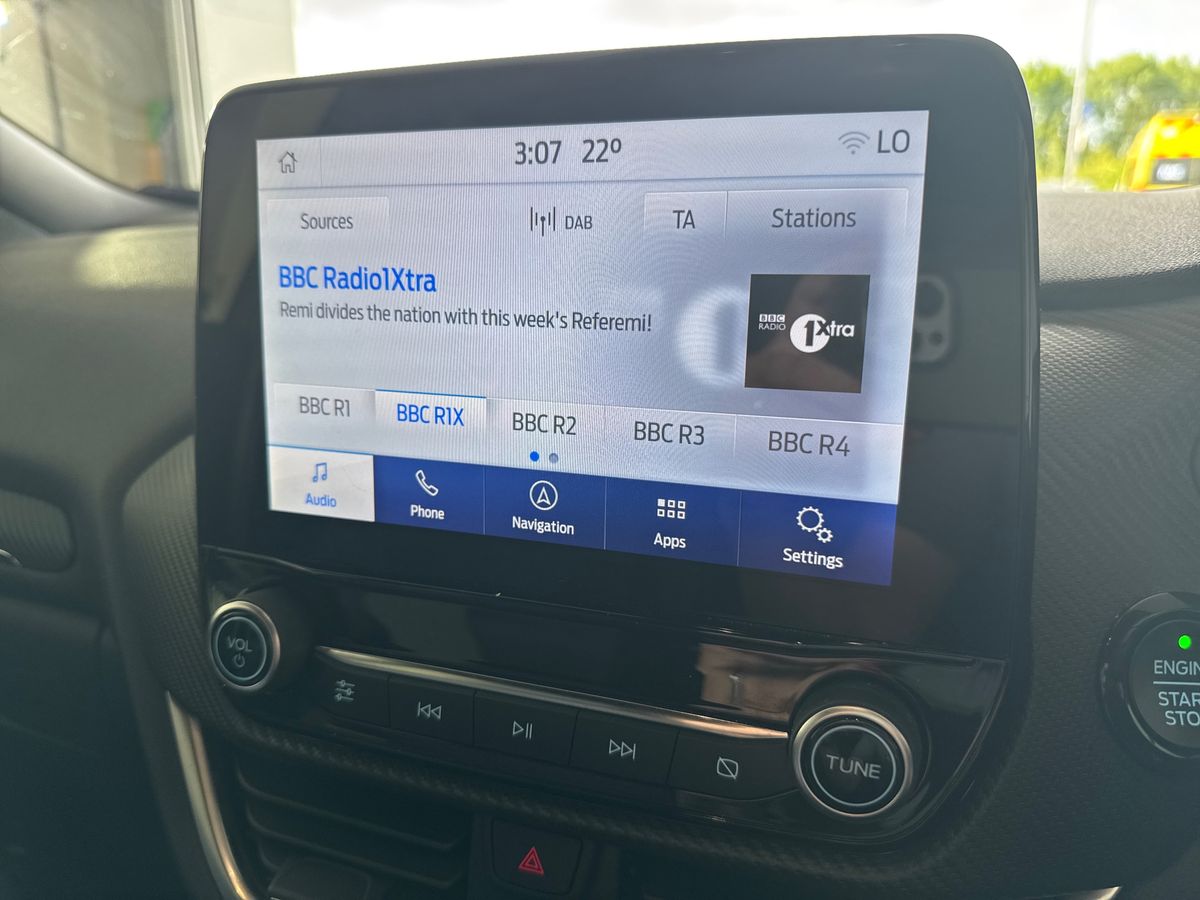 3:07 22º LO
Sources DAB TA Stations
BBC Radio1Xtra
Remi divides the nation with this week's Referemi!
BBC
RADIO
1Xtra
BBC R1 BBC R1X BBC R2 BBC R3 BBC R4
Audio Phone Navigation Apps Settings
VOL
TUNE
ENGIN
STAR
STO